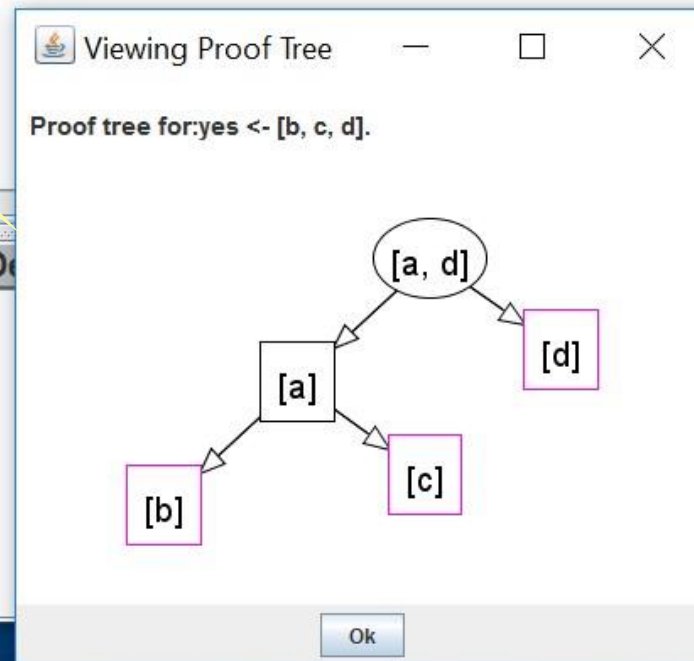 Viewing Proof Tree
Proof tree for:yes <- [b, c, d].
[a, d]
[d]
[a]
[c]
[b]
Ok